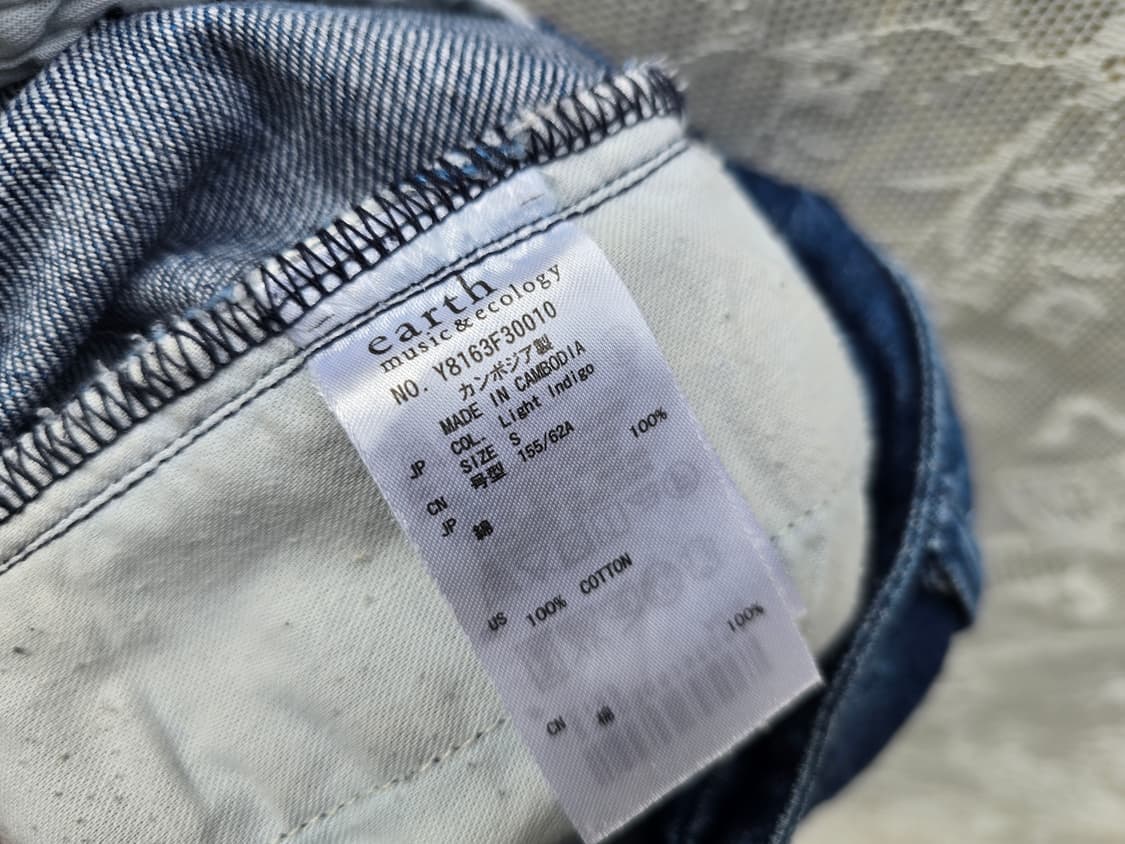 earth
music&ecology
NO. Y8163F30010
カンボジア製
MADE IN CAMBODIA
COL. Light Indigo
JP SIZE S
CN 号型 155/62A
JP 綿 100%
US 100% COTTON
CN 棉 100%